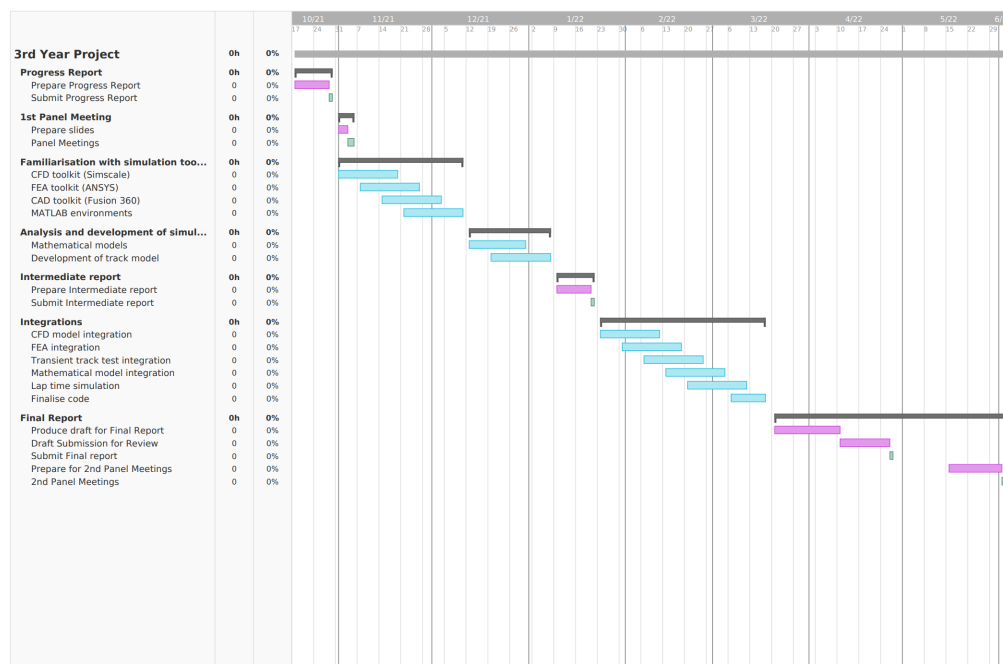 10/21 11/21 12/21 1/22 2/22 3/22 4/22 5/22 6/
17 24 31 7 14 21 28 5 12 19 26 2 9 16 23 30 6 13 20 27 6 13 20 27 3 10 17 24 1 8 15 22 29
3rd Year Project 0h 0%
Progress Report 0h 0%
Prepare Progress Report 0 0%
Submit Progress Report 0 0%
1st Panel Meeting 0h 0%
Prepare slides 0 0%
Panel Meetings 0 0%
Familiarisation with simulation too... 0h 0%
CFD toolkit (Simscale) 0 0%
FEA toolkit (ANSYS) 0 0%
CAD toolkit (Fusion 360) 0 0%
MATLAB environments 0 0%
Analysis and development of simul... 0h 0%
Mathematical models 0 0%
Development of track model 0 0%
Intermediate report 0h 0%
Prepare Intermediate report 0 0%
Submit Intermediate report 0 0%
Integrations 0h 0%
CFD model integration 0 0%
FEA integration 0 0%
Transient track test integration 0 0%
Mathematical model integration 0 0%
Lap time simulation 0 0%
Finalise code 0 0%
Final Report 0h 0%
Produce draft for Final Report 0 0%
Draft Submission for Review 0 0%
Submit Final report 0 0%
Prepare for 2nd Panel Meetings 0 0%
2nd Panel Meetings 0 0%